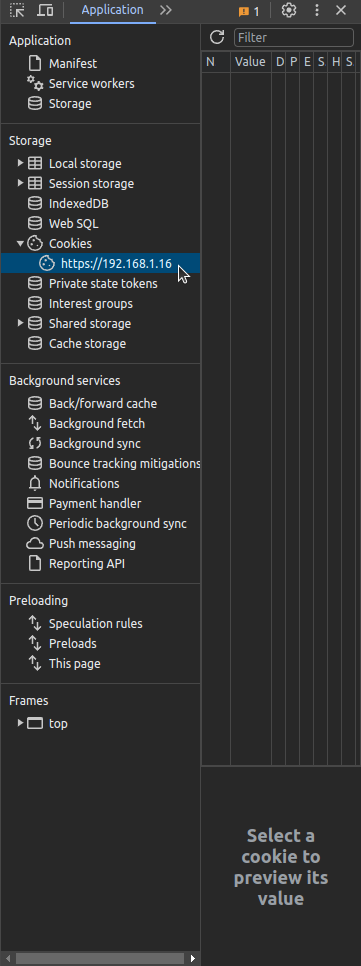 Application
1
Application
Manifest
Service workers
Storage
Storage
Local storage
Session storage
IndexedDB
Web SQL
Cookies
https://192.168.1.16
Private state tokens
Interest groups
Shared storage
Cache storage
Background services
Back/forward cache
Background fetch
Background sync
Bounce tracking mitigations
Notifications
Payment handler
Periodic background sync
Push messaging
Reporting API
Preloading
Speculation rules
Preloads
This page
Frames
top
Filter
N Value D P E S H S
Select a
cookie to
preview its
value